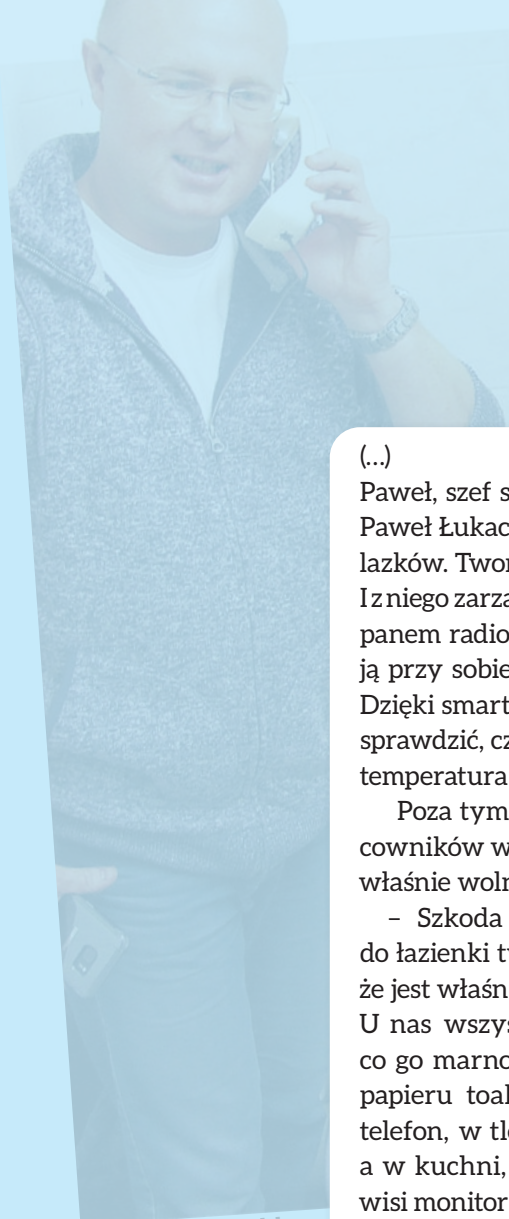 (…)
Paweł, szef s
Paweł Łukac
lazków. Twor
I z niego zarza
panem radio
ją przy sobie
Dzięki smart
sprawdzić, cz
temperatura
Poza tym
cowników w
właśnie woln
– Szkoda
do łazienki t
że jest właśn
U nas wszys
co go marno
papieru toal
telefon, w tl
a w kuchni,
wisi monitor